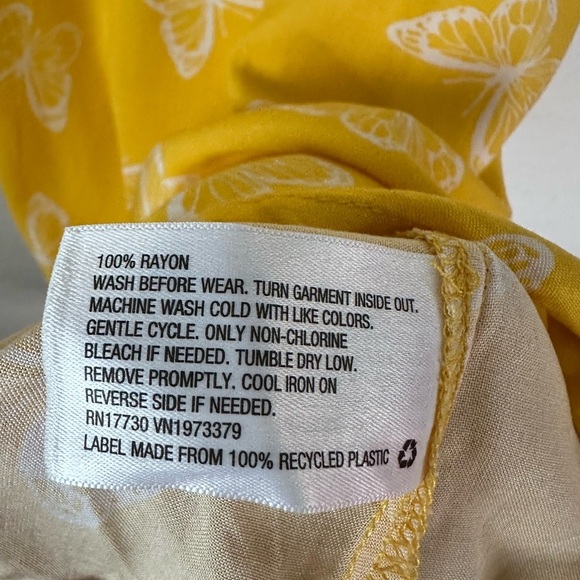 100% RAYON
WASH BEFORE WEAR. TURN GARMENT INSIDE OUT.
MACHINE WASH COLD WITH LIKE COLORS.
GENTLE CYCLE. ONLY NON-CHLORINE
BLEACH IF NEEDED. TUMBLE DRY LOW.
REMOVE PROMPTLY. COOL IRON ON
REVERSE SIDE IF NEEDED.
RN17730 VN1973379
LABEL MADE FROM 100% RECYCLED PLASTIC